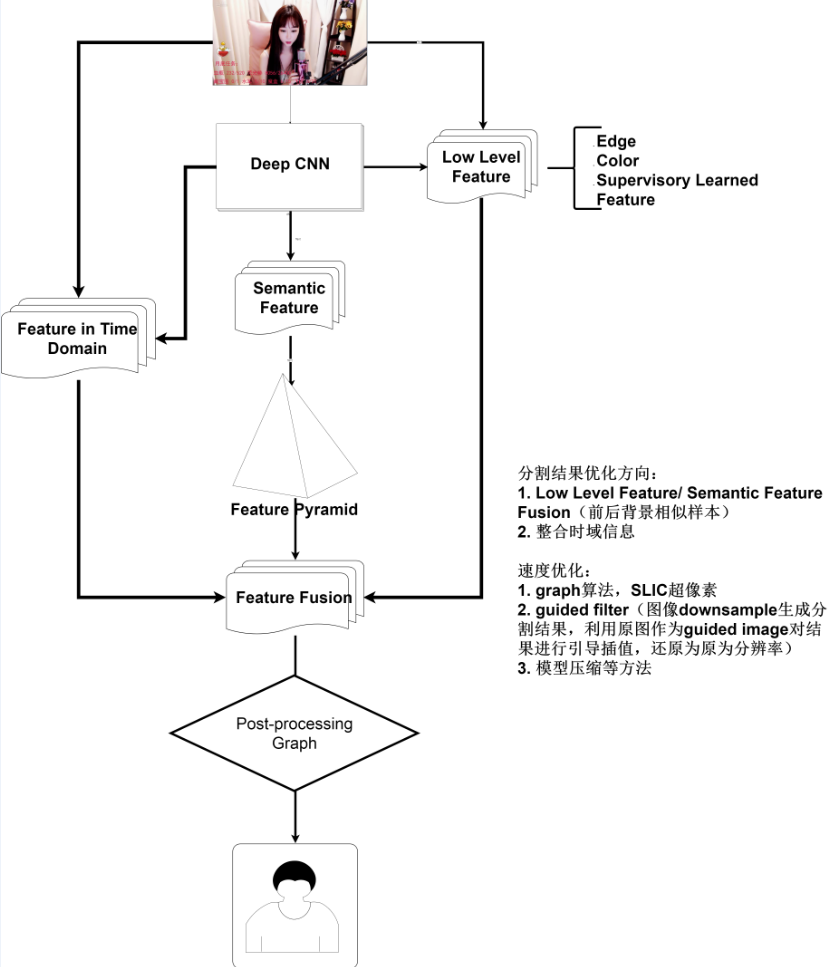 Deep CNN
Low Level
Feature
Edge
Color
Supervisory Learned
Feature
Semantic
Feature
Feature in Time
Domain
Feature Pyramid
分割结果优化方向：
1. Low Level Feature/ Semantic Feature
Fusion（前后背景相似样本）
2. 整合时域信息
速度优化：
1. graph算法，SLIC超像素
2. guided filter（图像downsample生成分
割结果，利用原图作为guided image对结
果进行引导插值，还原为原为分辨率）
3. 模型压缩等方法
Feature Fusion
Post-processing
Graph